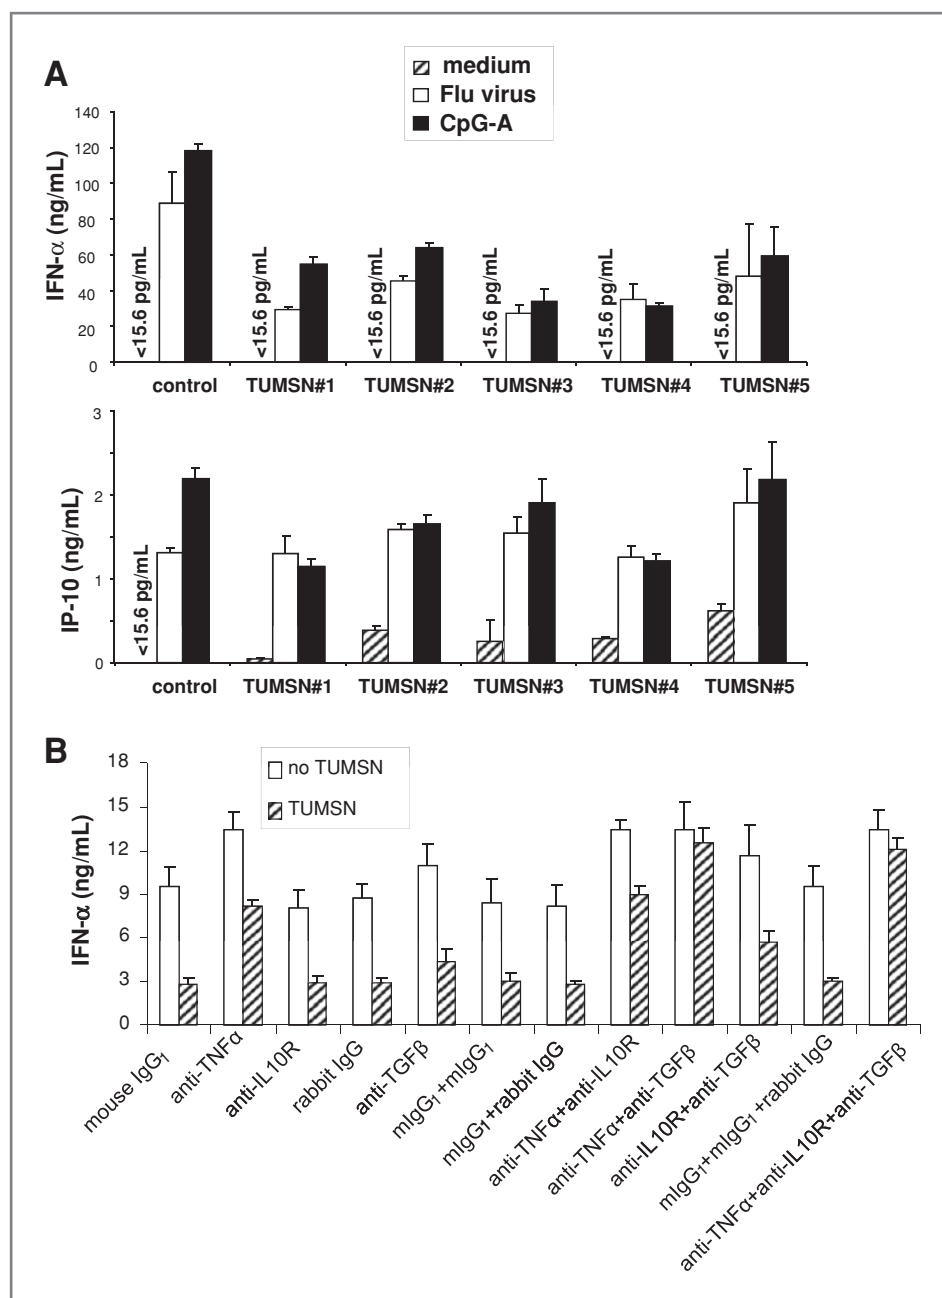 A
medium
Flu virus
CpG-A
IFN-α (ng/mL)
140
120
100
80
60
40
20
0
<15.6 pg/mL
<15.6 pg/mL
<15.6 pg/mL
<15.6 pg/mL
<15.6 pg/mL
<15.6 pg/mL
control TUMSN#1 TUMSN#2 TUMSN#3 TUMSN#4 TUMSN#5
IP-10 (ng/mL)
3
2
1
0
<15.6 pg/mL
control TUMSN#1 TUMSN#2 TUMSN#3 TUMSN#4 TUMSN#5
B
no TUMSN
TUMSN
IFN-α (ng/mL)
18
15
12
9
6
3
0
mouse IgG₁
anti-TNFα
anti-IL10R
rabbit IgG
anti-TGFβ
mIgG₁+mIgG₁
mIgG₁+rabbit IgG
anti-TNFα+anti-IL10R
anti-TNFα+anti-TGFβ
anti-IL10R+anti-TGFβ
mIgG₁+mIgG₁+rabbit IgG
anti-TNFα+anti-IL10R+anti-TGFβ